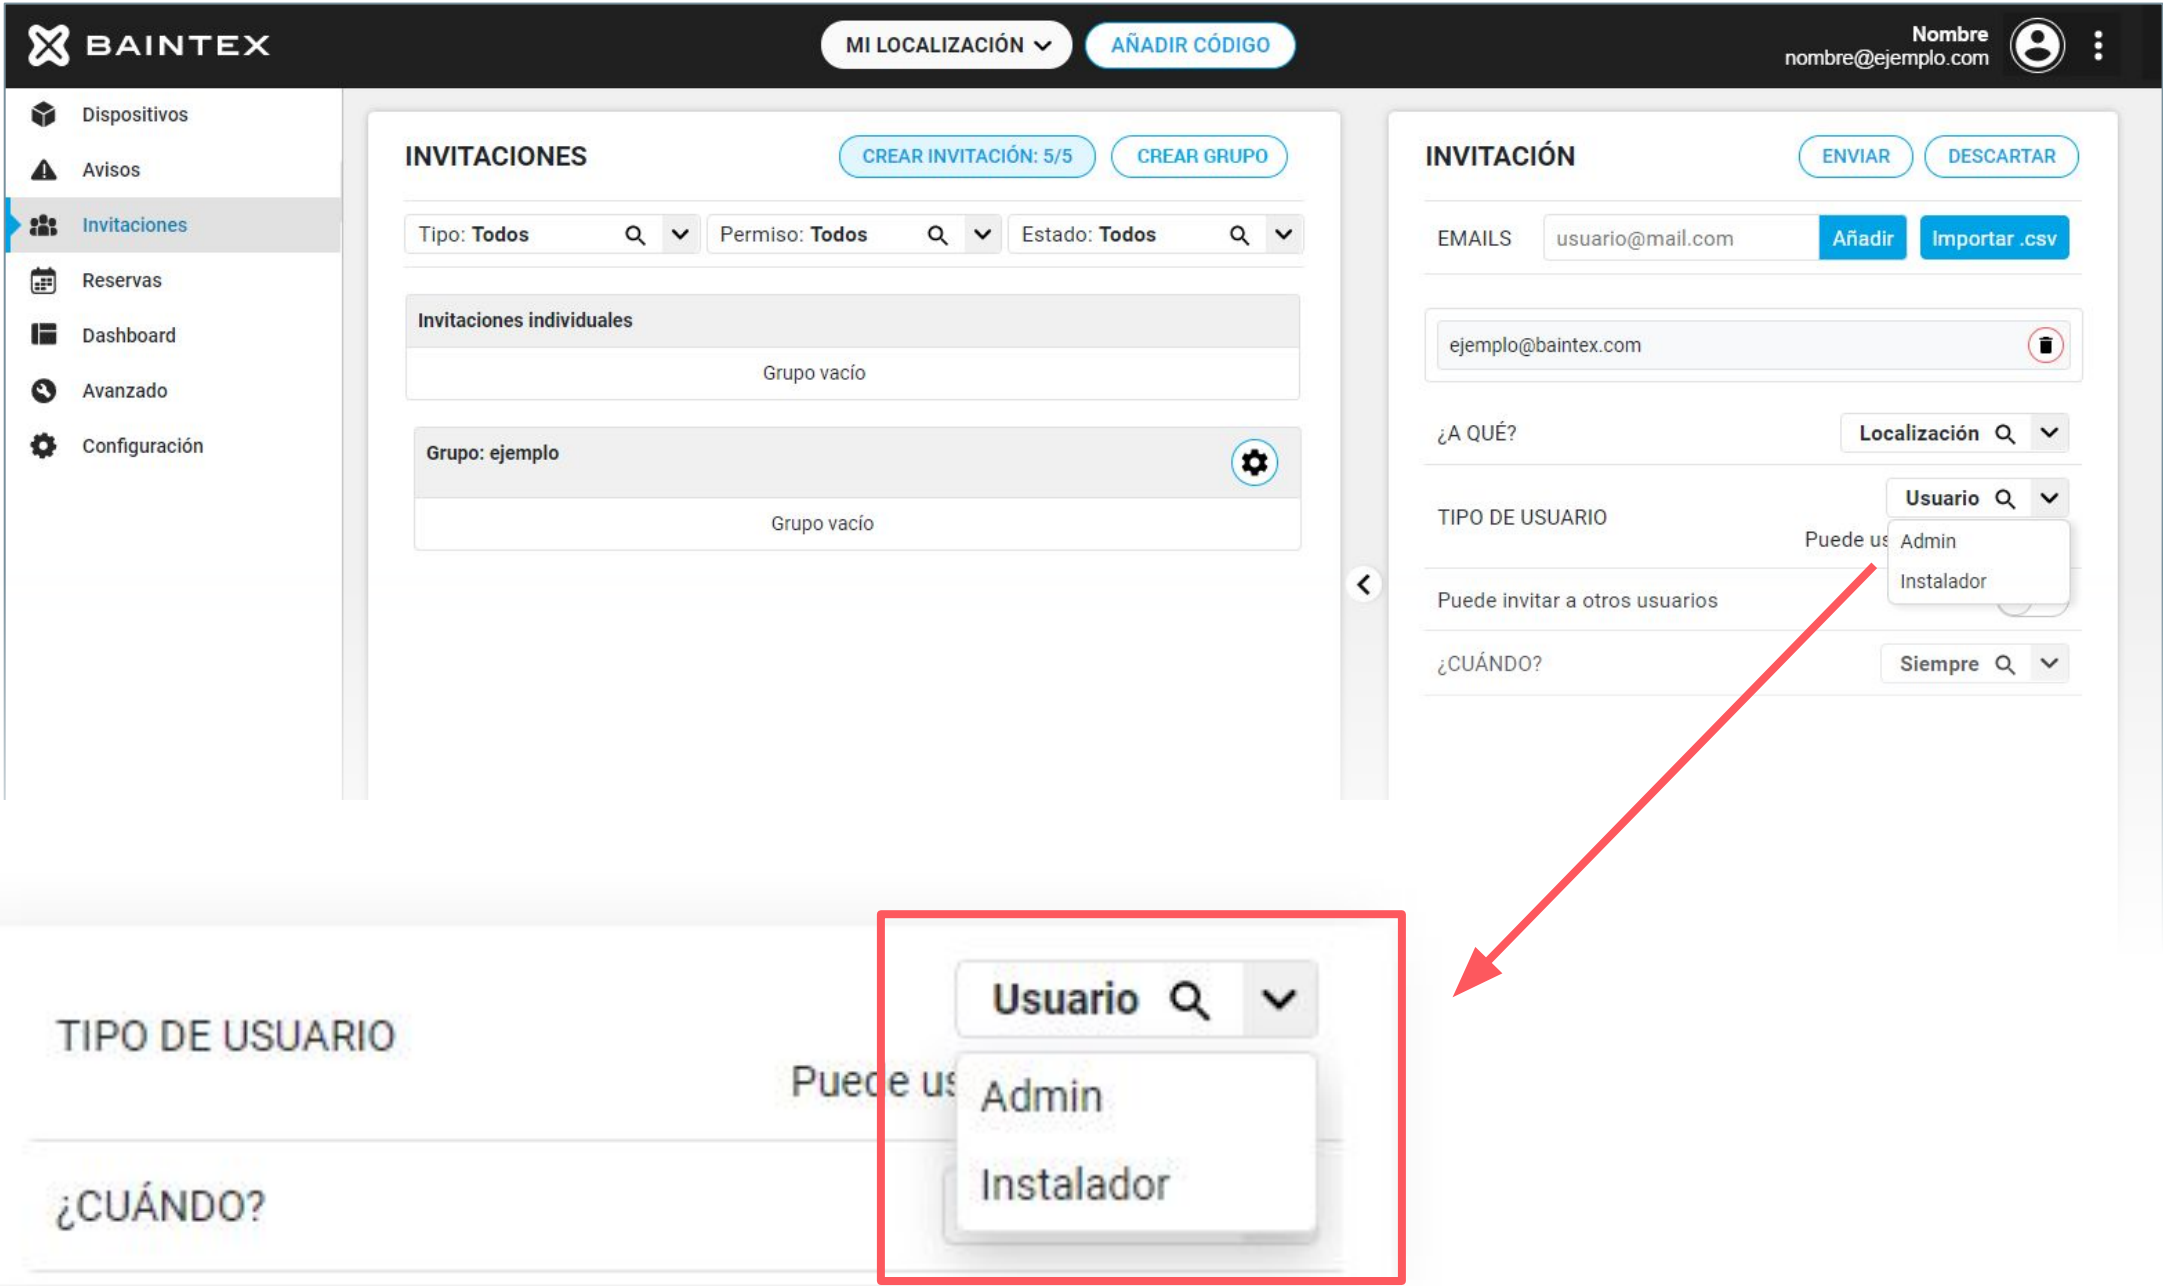 BAINTEX
MI LOCALIZACIÓN
AÑADIR CÓDIGO
Nombre
nombre@ejemplo.com
Dispositivos
Avisos
Invitaciones
Reservas
Dashboard
Avanzado
Configuración
INVITACIONES
CREAR INVITACIÓN: 5/5
CREAR GRUPO
Tipo: Todos
Permiso: Todos
Estado: Todos
Invitaciones individuales
Grupo vacío
Grupo: ejemplo
Grupo vacío
INVITACIÓN
ENVIAR
DESCARTAR
EMAILS
usuario@mail.com
Añadir
Importar .csv
ejemplo@baintex.com
¿A QUÉ?
Localización
TIPO DE USUARIO
Usuario
Puede us
Admin
Instalador
Puede invitar a otros usuarios
¿CUÁNDO?
Siempre
TIPO DE USUARIO
Usuario
Puede us
Admin
Instalador
¿CUÁNDO?